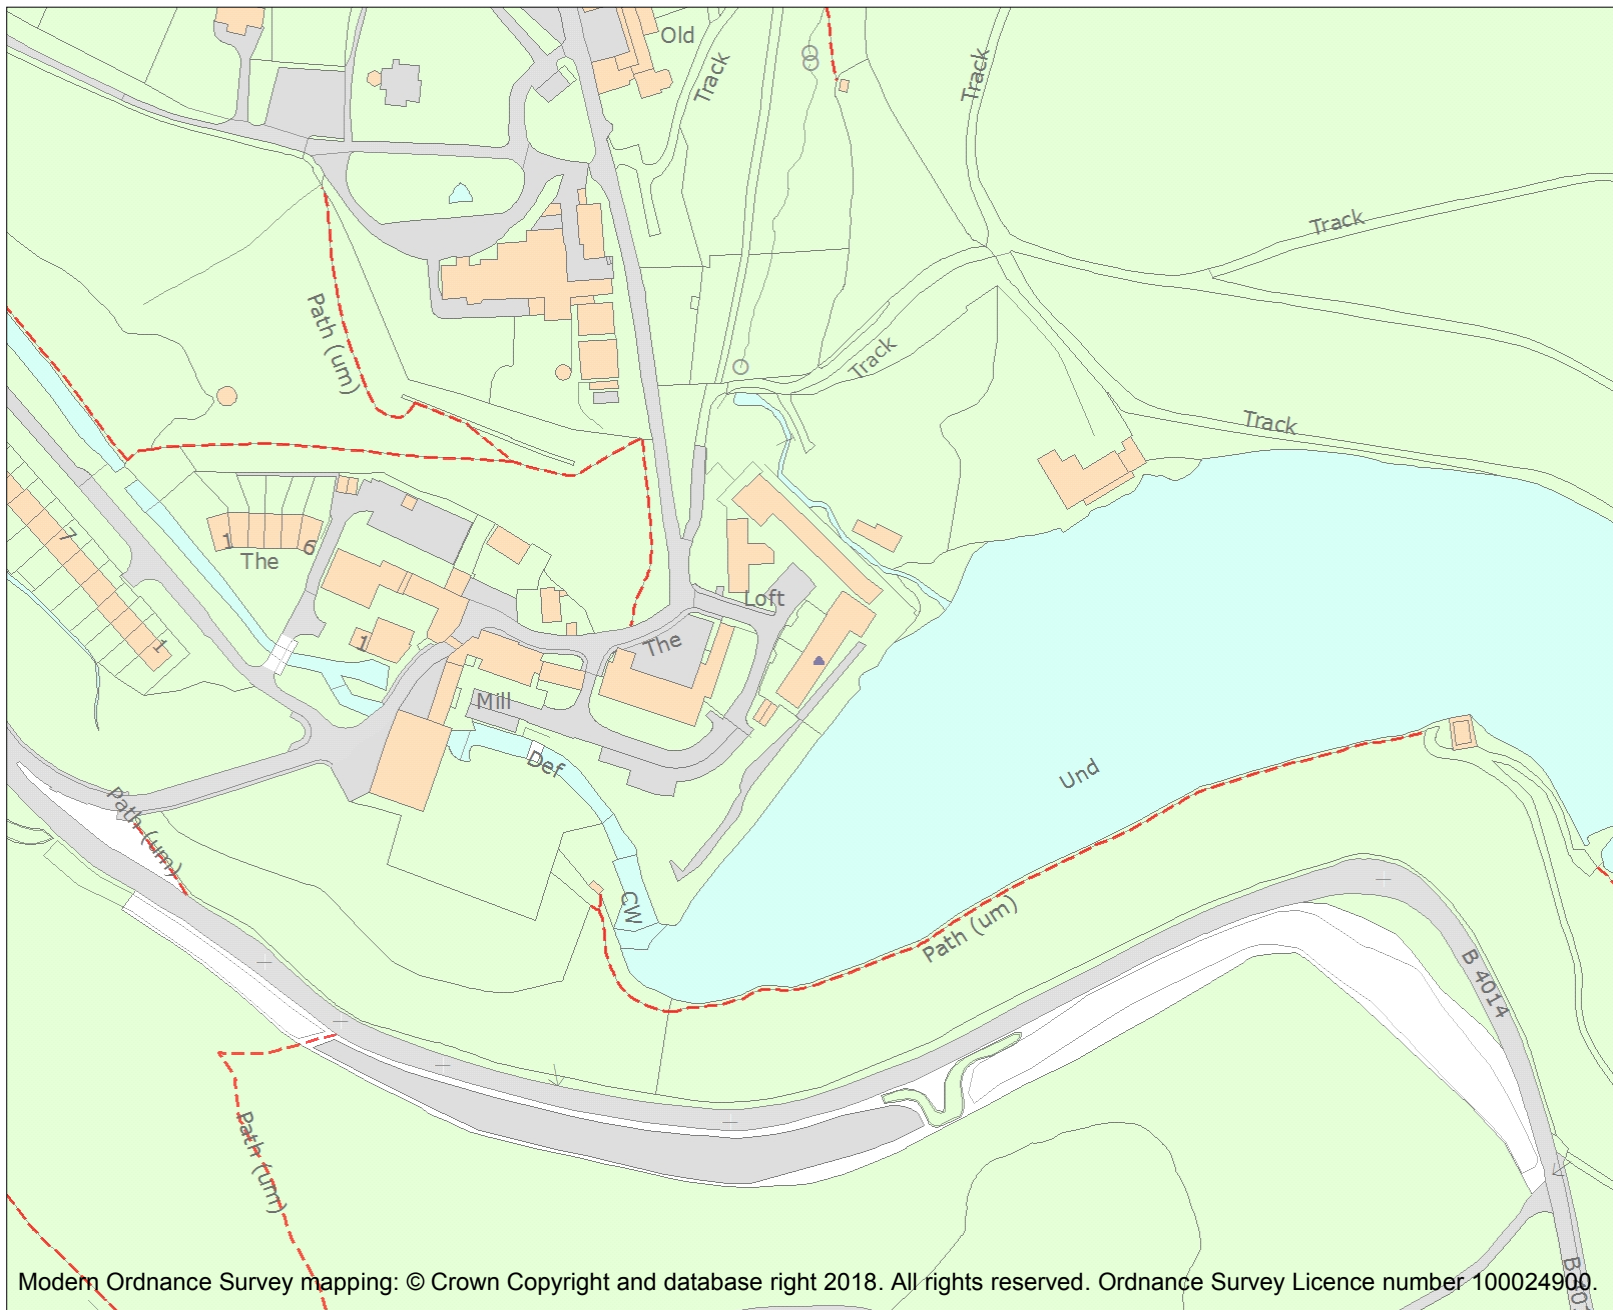 Old
Track
Track
Track
Path (um)
Track
Track
7
1
The
6
1
1
Loft
The
Mill
Def
Und
Path (um)
CW
Path (um)
B 4014
Path (um)
Modern Ordnance Survey mapping: © Crown Copyright and database right 2018. All rights reserved. Ordnance Survey Licence number 100024900.